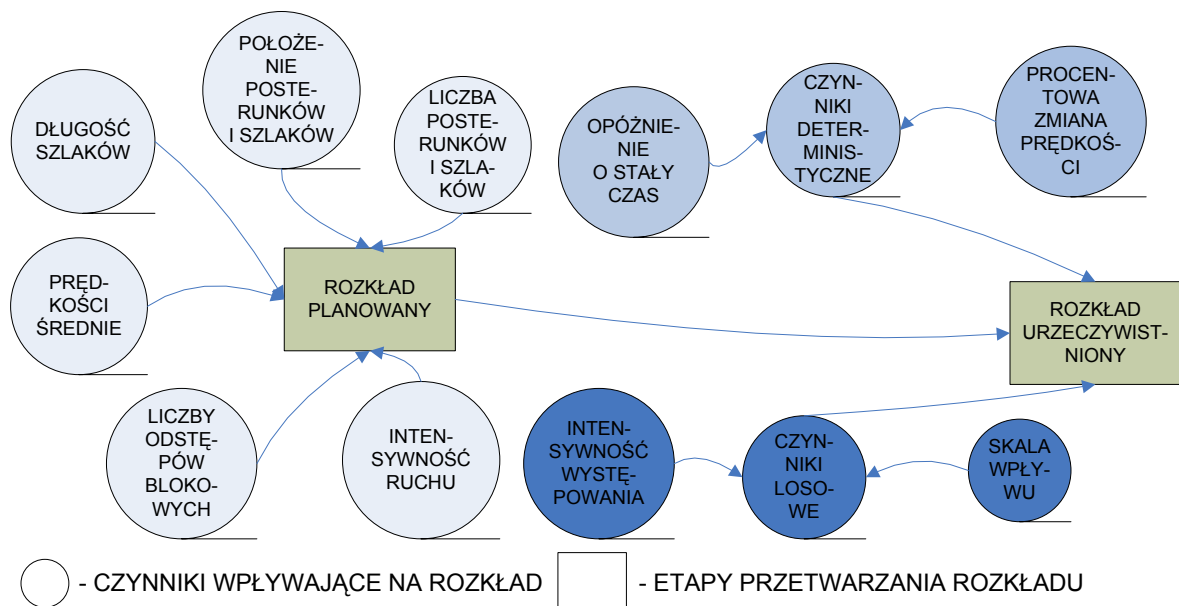 DŁUGOŚĆ
SZLAKÓW
POŁOŻE-
NIE
POSTE-
RUNKÓW
I SZLAKÓW
LICZBA
POSTE-
RUNKÓW
I SZLA-
KÓW
OPÓŹNIE-
NIE
O STAŁY
CZAS
CZYN-
NIKI
DETER-
MINIS-
TYCZNE
PROCEN-
TOWA
ZMIANA
PRĘDKOŚ-
CI
PRĘD-
KOŚCI
ŚREDNIE
ROZKŁAD
PLANOWANY
ROZKŁAD
URZECZYWIST-
NIONY
LICZBY
ODSTĘ-
PÓW
BLOKO-
WYCH
INTEN-
SYWNOŚĆ
RUCHU
INTEN-
SYWNOŚĆ
WYSTĘ-
POWANIA
CZYN-
NIKI
LOSO-
WE
SKALA
WPŁY-
WU
- CZYNNIKI WPŁYWAJĄCE NA ROZKŁAD
- ETAPY PRZETWARZANIA ROZKŁADU